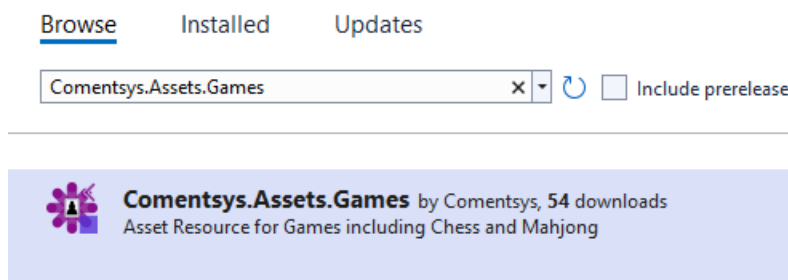 Browse Installed Updates
Comentsys.Assets.Games Include prerelease
Comentsys.Assets.Games by Comentsys, 54 downloads
Asset Resource for Games including Chess and Mahjong